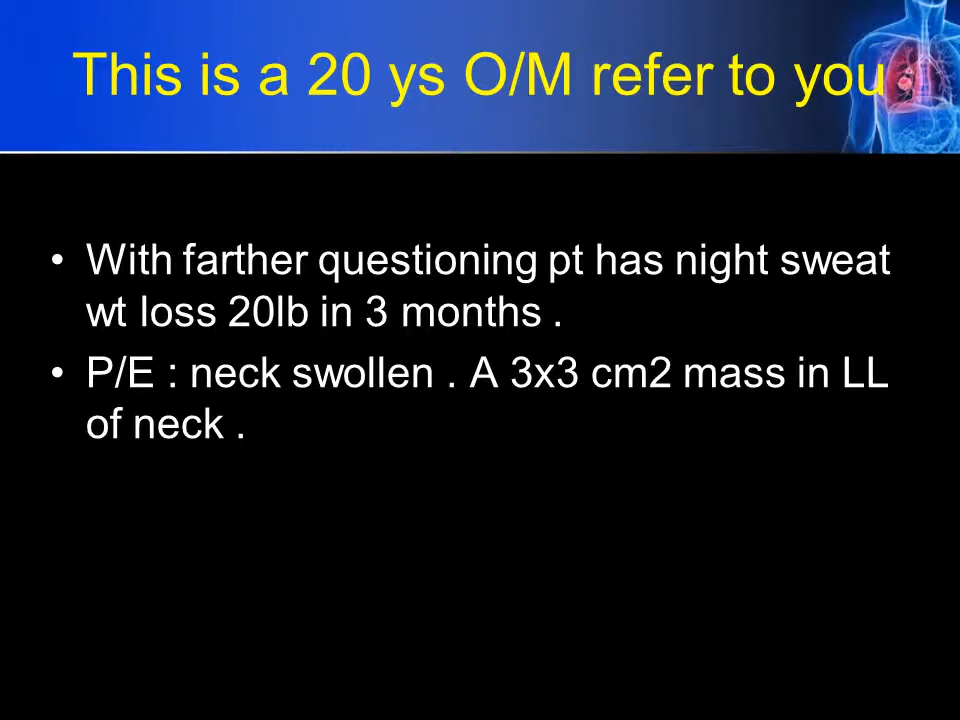 This is a 20 ys O/M refer to you
• With farther questioning pt has night sweat
wt loss 20lb in 3 months .
• P/E : neck swollen . A 3x3 cm2 mass in LL
of neck .